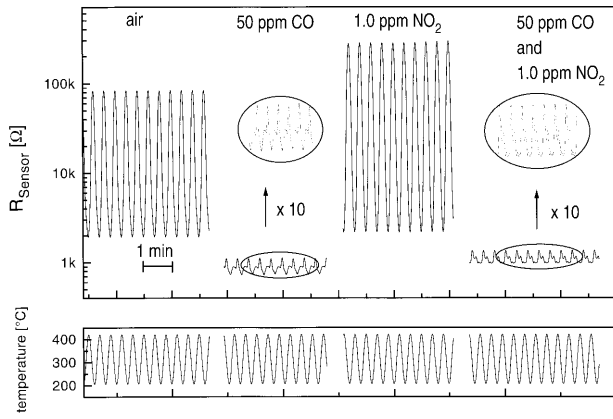 air
50 ppm CO
1.0 ppm NO₂
50 ppm CO
and
1.0 ppm NO₂
100k
10k
1k
R_Sensor [Ω]
x 10
x 10
1 min
temperature [°C]
400
300
200